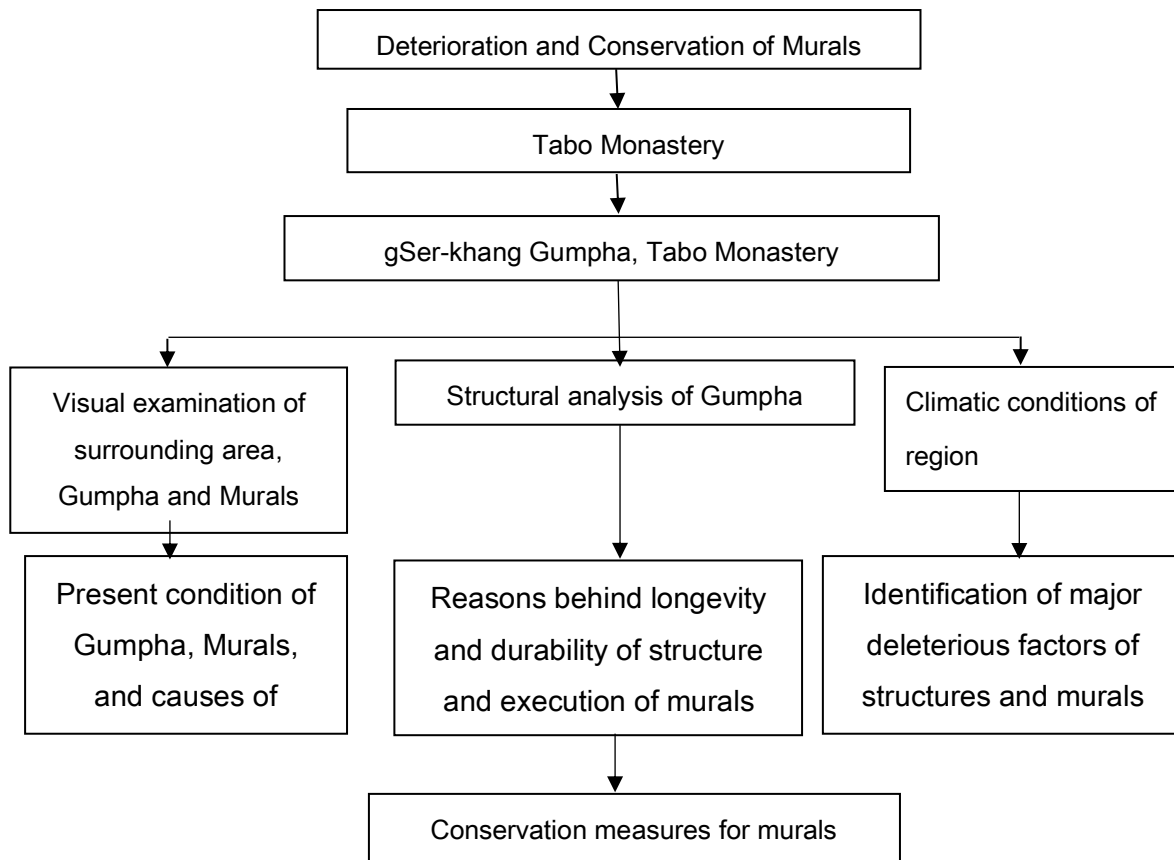 Deterioration and Conservation of Murals
Tabo Monastery
gSer-khang Gumpha, Tabo Monastery
Visual examination of
surrounding area,
Gumpha and Murals
Structural analysis of Gumpha
Climatic conditions of
region
Present condition of
Gumpha, Murals,
and causes of
Reasons behind longevity
and durability of structure
and execution of murals
Identification of major
deleterious factors of
structures and murals
Conservation measures for murals